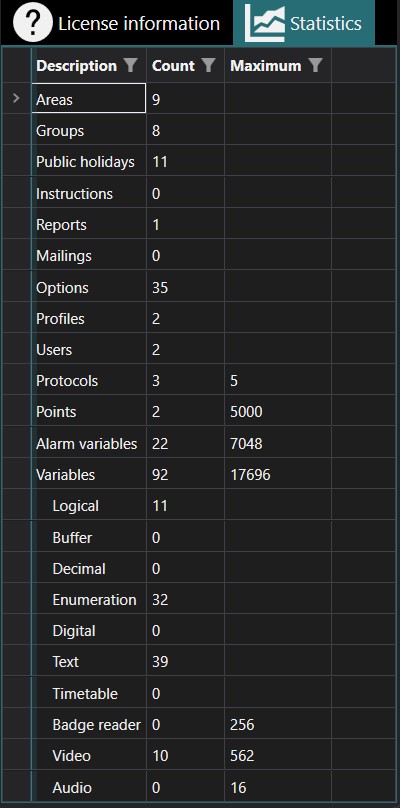 ? License information Statistics
Description Count Maximum
> Areas 9
Groups 8
Public holidays 11
Instructions 0
Reports 1
Mailings 0
Options 35
Profiles 2
Users 2
Protocols 3 5
Points 2 5000
Alarm variables 22 7048
Variables 92 17696
Logical 11
Buffer 0
Decimal 0
Enumeration 32
Digital 0
Text 39
Timetable 0
Badge reader 0 256
Video 10 562
Audio 0 16